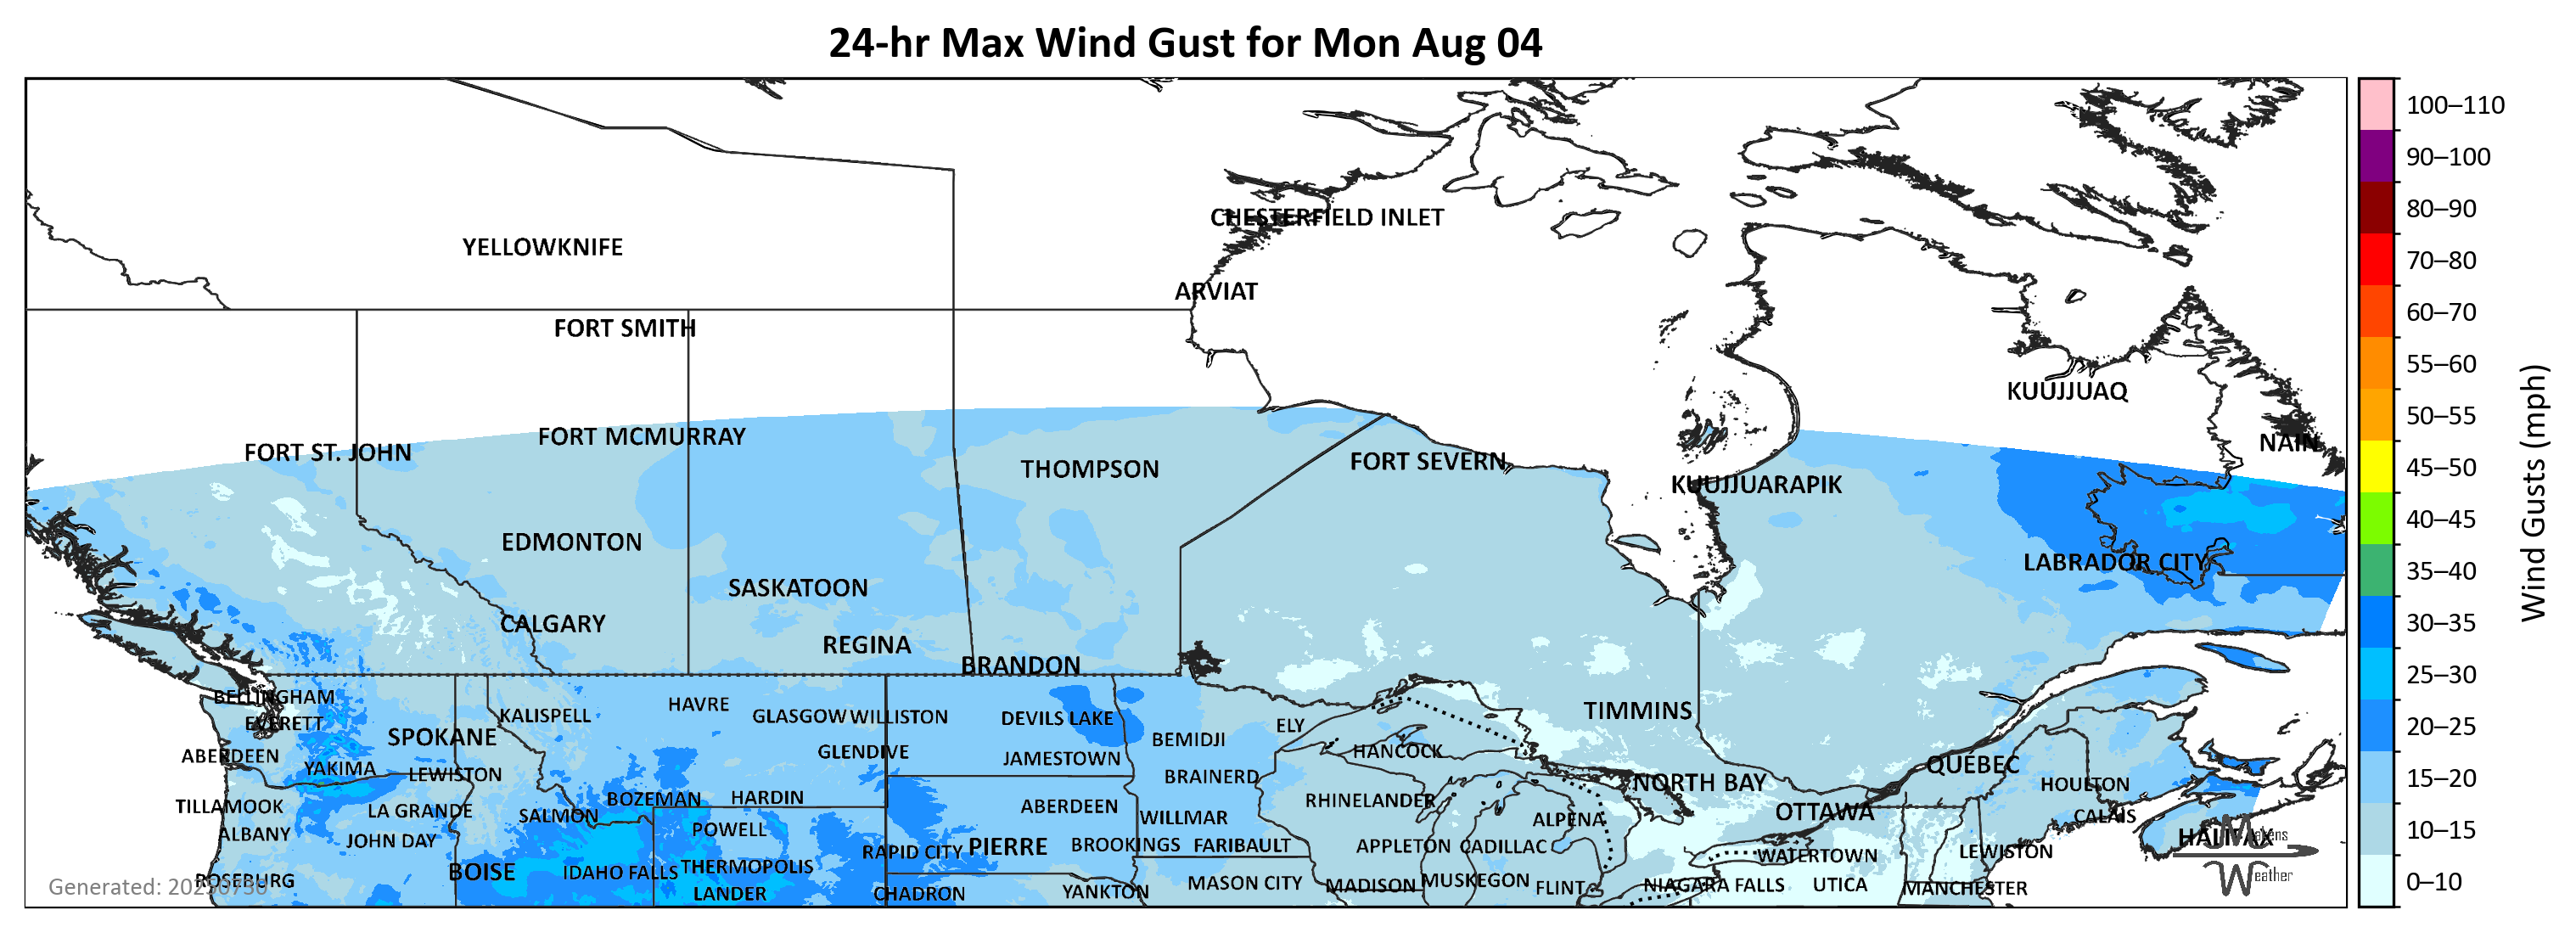 24-hr Max Wind Gust for Mon Aug 04
100–110
90–100
80–90
70–80
60–70
55–60
50–55
45–50
40–45
35–40
30–35
25–30
20–25
15–20
10–15
0–10
Wind Gusts (mph)
CHESTERFIELD INLET
YELLOWKNIFE
ARVIAT
FORT SMITH
KUUJJUAQ
FORT MCMURRAY
NAIN
FORT ST. JOHN
FORT SEVERN
THOMPSON
KUUJJUARAPIK
EDMONTON
LABRADOR CITY
SASKATOON
CALGARY
REGINA
BRANDON
BELLINGHAM
HAVRE
TIMMINS
KALISPELL
GLASGOW WILLISTON
DEVILS LAKE
EVERETT
ELY
SPOKANE
BEMIDJI
GLENDIVE
HANCOCK
ABERDEEN
JAMESTOWN
QUEBEC
YAKIMA
LEWISTON
BRAINERD
NORTH BAY
HOULTON
BOZEMAN
HARDIN
RHINELANDER
TILLAMOOK
ABERDEEN
LA GRANDE
OTTAWA
SALMON
WILLMAR
CALAIS
ALPENA
POWELL
ALBANY
HALIFAX
Makens
JOHN DAY
BROOKINGS
FARIBAULT
APPLETON
CADILLAC
PIERRE
RAPID CITY
LEWISTON
WATERTOWN
THERMOPOLIS
BOISE
IDAHO FALLS
Weather
ROSEBURG
MASON CITY
MADISON
MUSKEGON
NIAGARA FALLS
UTICA
FLINT
MANCHESTER
LANDER
CHADRON
YANKTON
Generated: